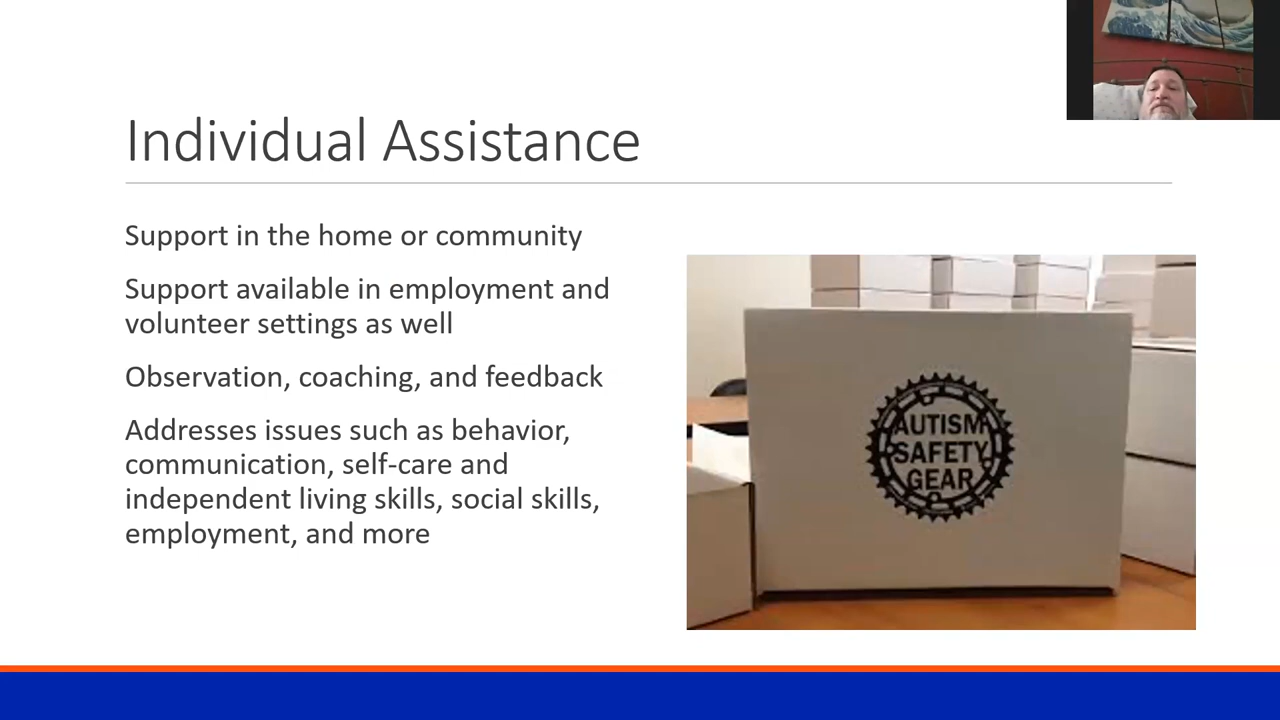 Individual Assistance
Support in the home or community
Support available in employment and
volunteer settings as well
Observation, coaching, and feedback
Addresses issues such as behavior,
communication, self-care and
independent living skills, social skills,
employment, and more
AUTISM
SAFETY
GEAR